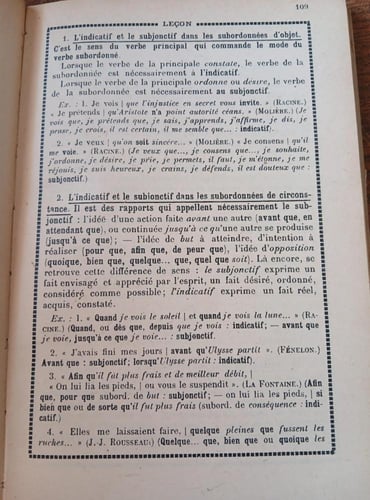 109
LEÇON
1. L'indicatif et le subjonctif dans les subordonnées d'objet.
C'est le sens du verbe principal qui commande le mode du
verbe subordonné.
Lorsque le verbe de la principale constate, le verbe de la
subordonnée est nécessairement à l'indicatif.
Lorsque le verbe de la principale ordonne ou désire, le verbe
de la subordonnée est nécessairement au subjonctif.
Ex. : 1. Je vois | que l'injustice en secret vous invite. » (RACINE.)
« Je prétends | qu'Aristote n'a point autorité céans. » (MOLIÈRE.) (Je
vois que, je prétends que, je sais, j'apprends, j'affirme, je dis, je
pense, je crois, il est certain, il me semble que... : indicatif).
2. « Je veux | qu'on soit sincère... » (MOLIÈRE.) « Je consens | qu'il
me voie. » (RACINE.) (Je veux que..., je consens que..., je souhaite,
j'ordonne, je désire, je prie, je permets, il faut, je m'étonne, je me
réjouis, je suis heureux, je crains, je défends, il est douteux que :
subjonctif.)
2. L'indicatif et le subjonctif dans les subordonnées de circons-
tance. Il est des rapports qui appellent nécessairement le sub-
jonctif : l'idée d'une action faite avant une autre (avant que, en
attendant que), ou continuée jusqu'à ce qu'une autre se produise
(jusqu'à ce que); — l'idée de but à atteindre, d'intention à
réaliser (pour que, afin que, de peur que), l'idée d'opposition
(quoique, bien que, quelque... que, quel que soit). Là encore, se
retrouve cette différence de sens : le subjonctif exprime un
fait envisagé et apprécié par l'esprit, un fait désiré, ordonné,
considéré comme possible; l'indicatif exprime un fait réel,
acquis, constaté.
Ex. : 1. « Quand je vois le soleil | et quand je vois la lune... » (RA-
CINE.) (Quand, ou dès que, depuis que je vois : indicatif; — avant que
je voie, jusqu'à ce que je voie... : subjonctif.
2. « J'avais fini mes jours | avant qu'Ulysse partît ». (FÉNELON.)
Avant que : subjonctif; lorsqu'Ulysse partit : indicatif).
3. « Afin qu'il fût plus frais et de meilleur débit, |
« On lui lia les pieds, | on vous le suspendit ». (LA FONTAINE.) (Afin
que, pour que subord. de but : subjonctif; — on lui lia les pieds, | si
bien que ou de sorte qu'il fut plus frais (subord. de conséquence : indi-
catif.)
4. « Elles me laissaient faire, | quelque pleines que fussent les
ruches... » (J.-J. ROUSSEAU.) (Quelque... que, bien que ou quoique les